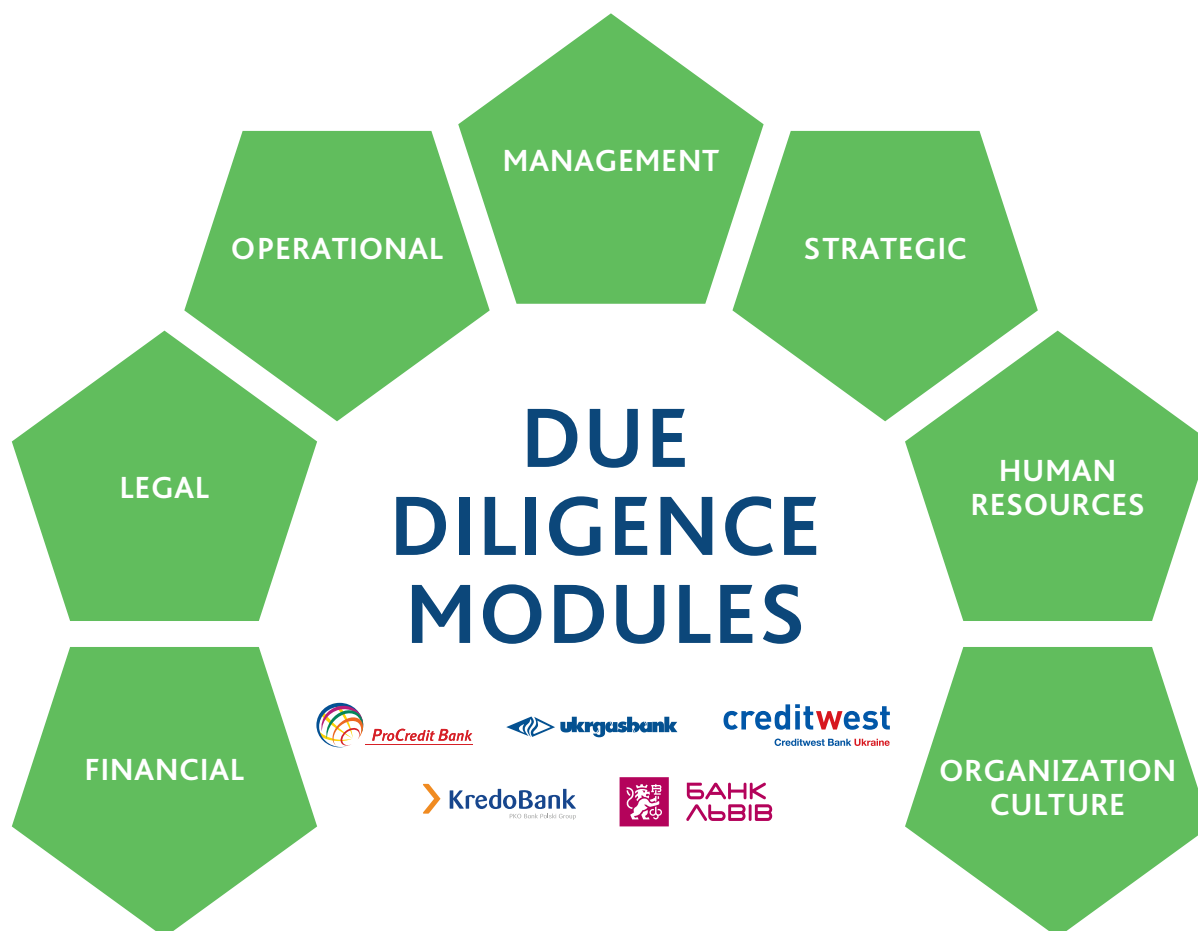 MANAGEMENT
OPERATIONAL
STRATEGIC
LEGAL
HUMAN
RESOURCES
DUE
DILIGENCE
MODULES
FINANCIAL
ORGANIZATION
CULTURE
ProCredit Bank
ukrgasbank
creditwest
Creditwest Bank Ukraine
KredoBank
PKO Bank Polski Group
БАНК
ЛЬВІВ